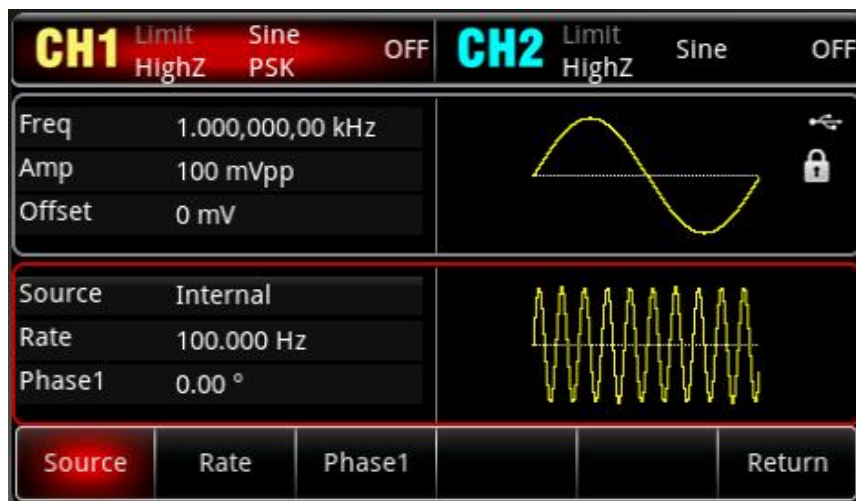 CH1 Limit Sine OFF CH2 Limit Sine OFF
HighZ PSK HighZ
Freq 1.000,000,00 kHz
Amp 100 mVpp
Offset 0 mV
Source Internal
Rate 100.000 Hz
Phase1 0.00 °
Source Rate Phase1 Return